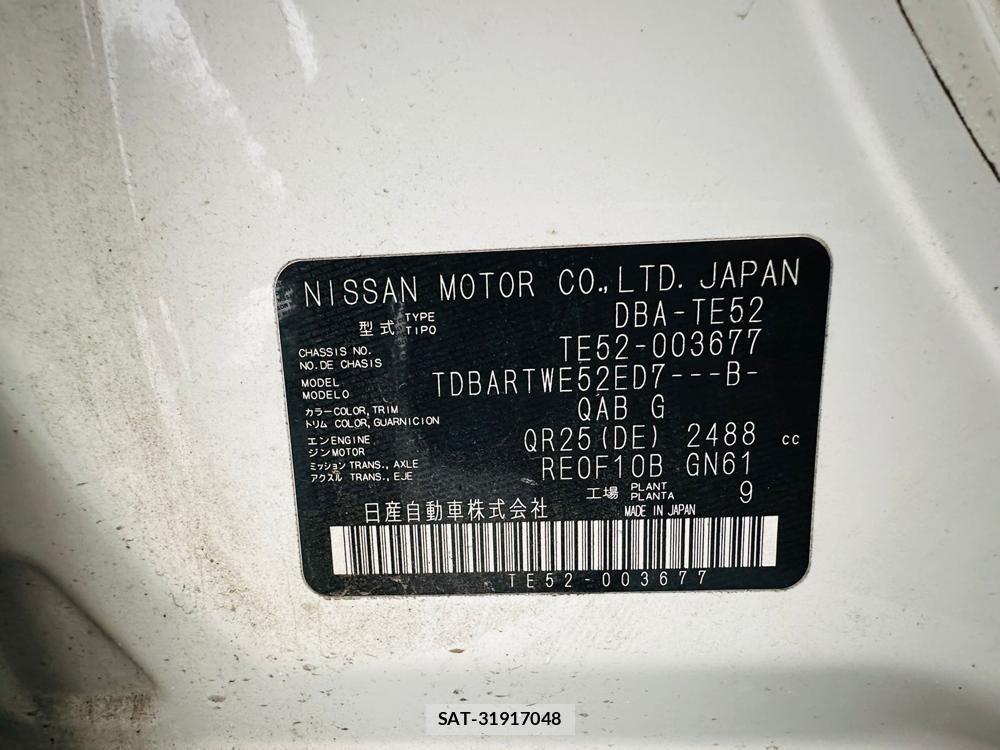 NISSAN MOTOR CO.,LTD. JAPAN
型式 TYPE TIPO DBA-TE52
CHASSIS NO. NO.DE CHASIS TE52-003677
MODEL MODELO TDBARTWE52ED7---B-
カラー COLOR, TRIM トリム COLOR, GUARNICION QAB G
エンジン ENGINE MOTOR QR25(DE) 2488 cc
ミッション TRANS., AXLE アクスル TRANS., EJE RE0F10B GN61
工場 PLANT PLANTA 9
日産自動車株式会社 MADE IN JAPAN
TE52-003677
SAT-31917048